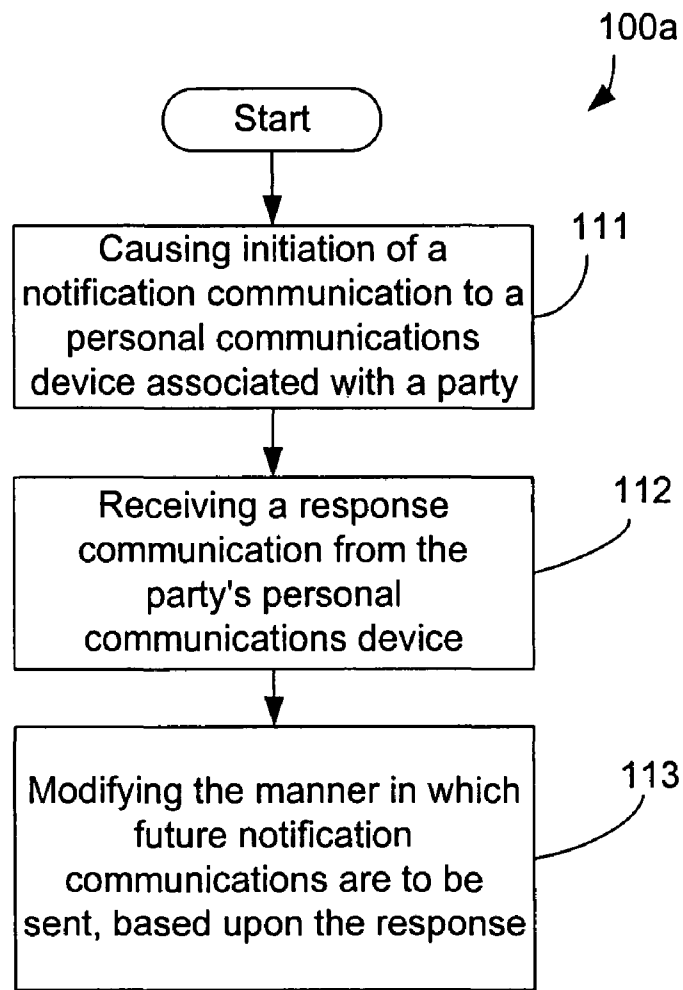 100a
Start
111
Causing initiation of a
notification communication to a
personal communications
device associated with a party
112
Receiving a response
communication from the
party's personal
communications device
113
Modifying the manner in which
future notification
communications are to be
sent, based upon the response